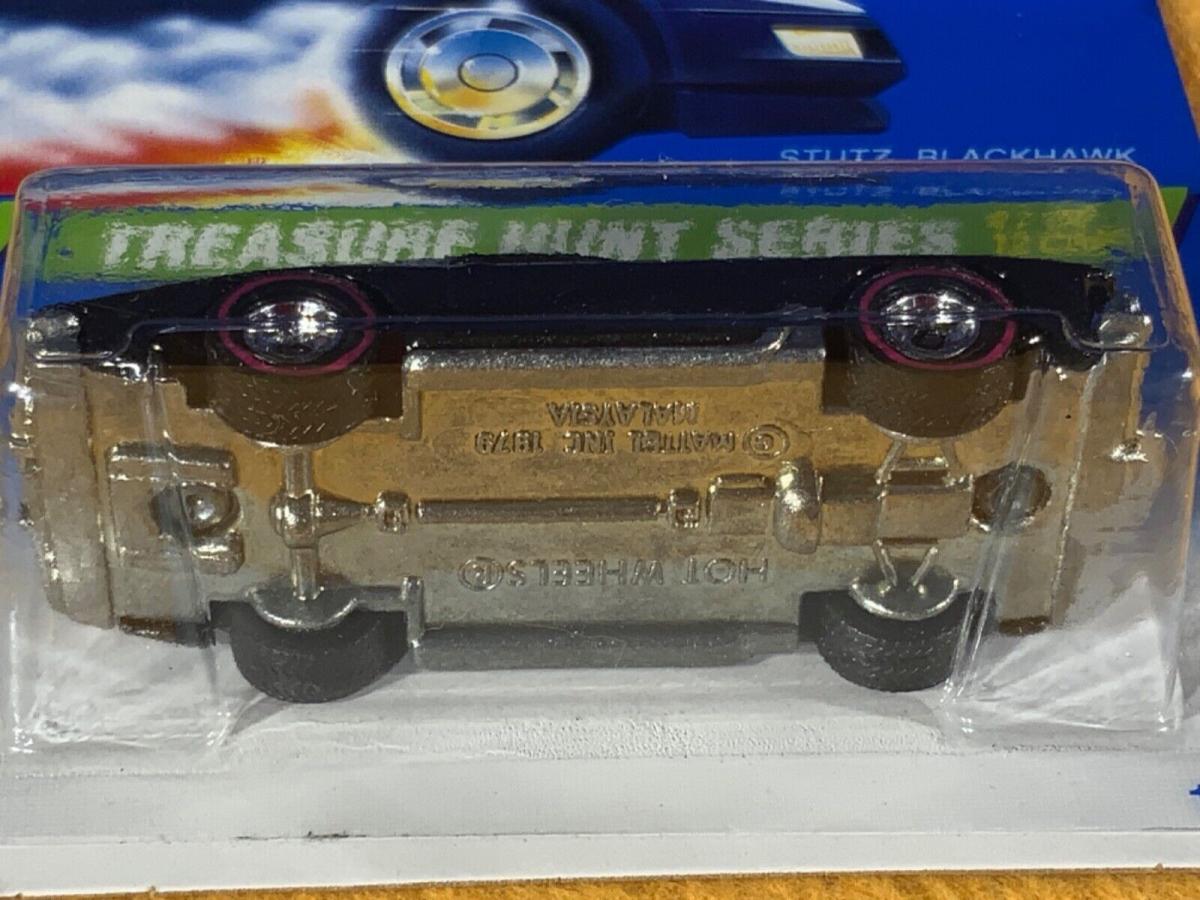 STUTZ BLACKHAWK
TREASURE HUNT SERIES
MALAYSIA
© MATTEL INC. 1979
HOT WHEELS®